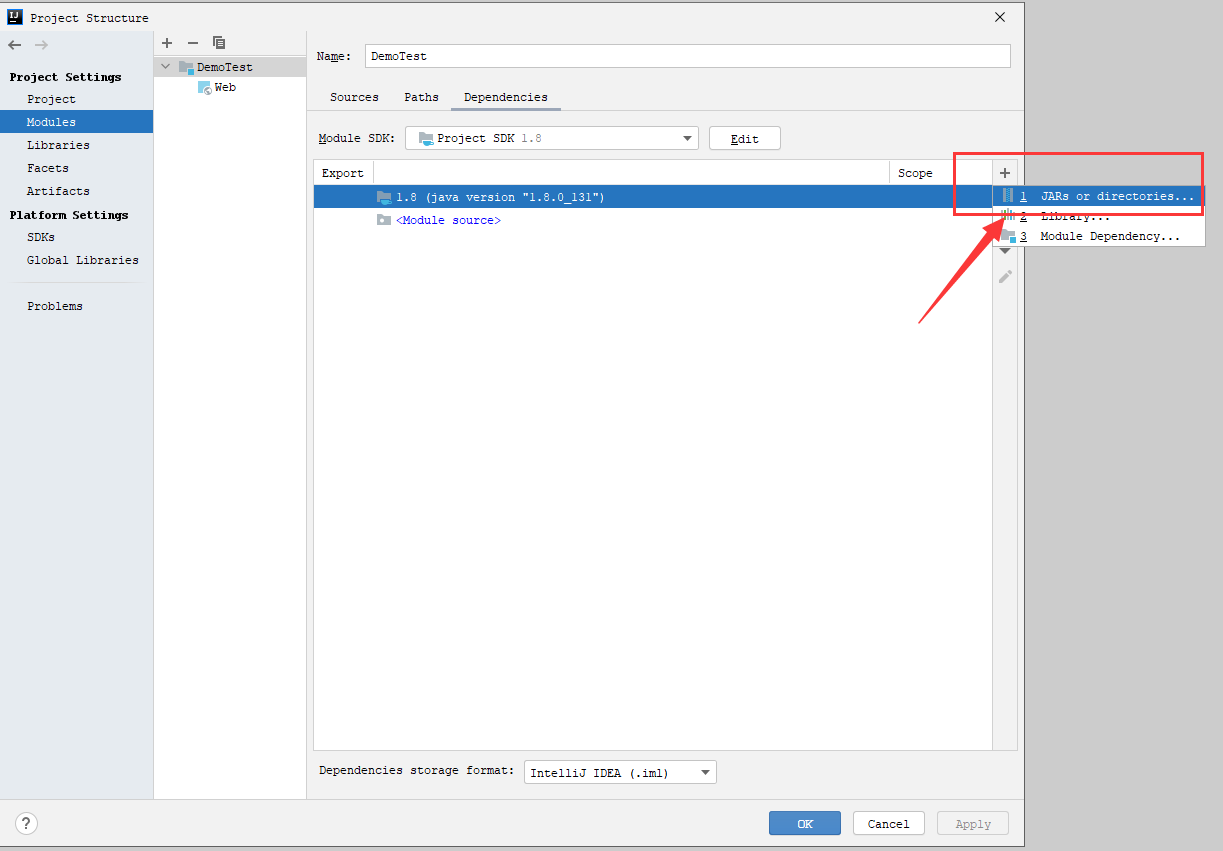 Project Structure
Project Settings
Project
Modules
Libraries
Facets
Artifacts
Platform Settings
SDKs
Global Libraries
Problems
DemoTest
Web
Name: DemoTest
Sources Paths Dependencies
Module SDK: Project SDK 1.8 Edit
Export Scope
1.8 (java version "1.8.0_131")
<Module source>
1 JARs or directories...
2 Library...
3 Module Dependency...
Dependencies storage format: IntelliJ IDEA (.iml)
? OK Cancel Apply